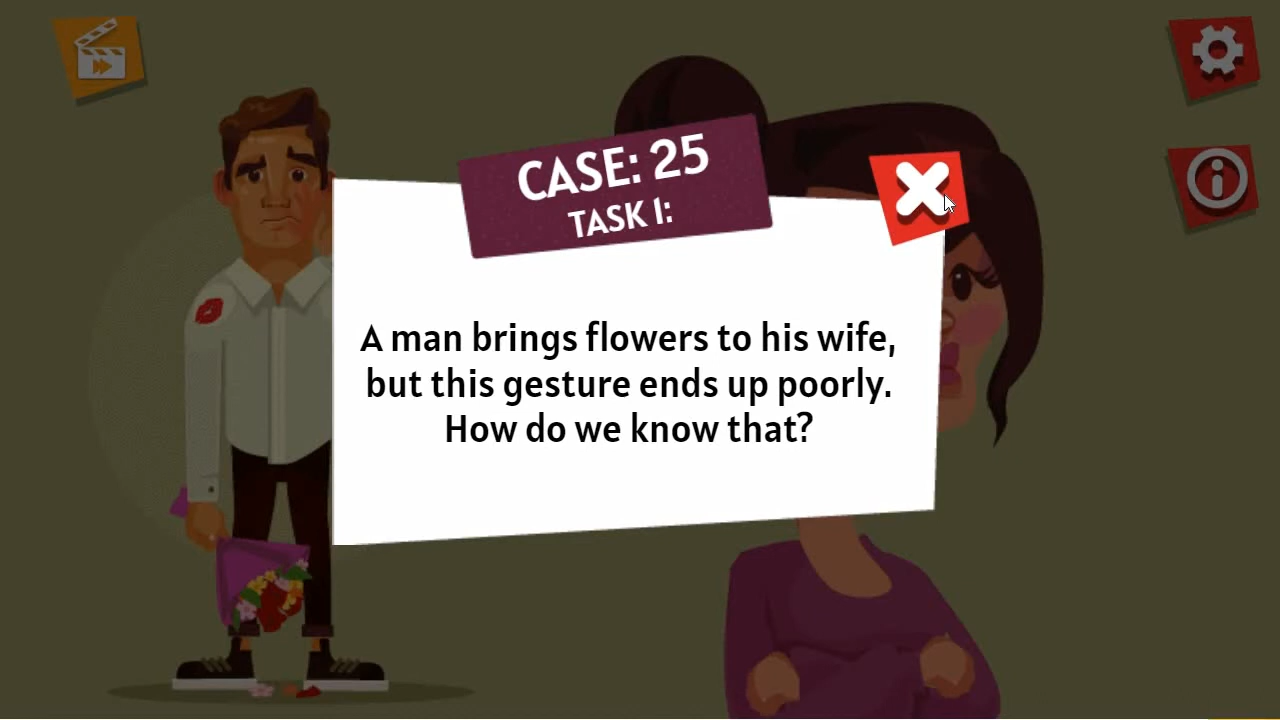 CASE: 25
TASK 1:
A man brings flowers to his wife,
but this gesture ends up poorly.
How do we know that?